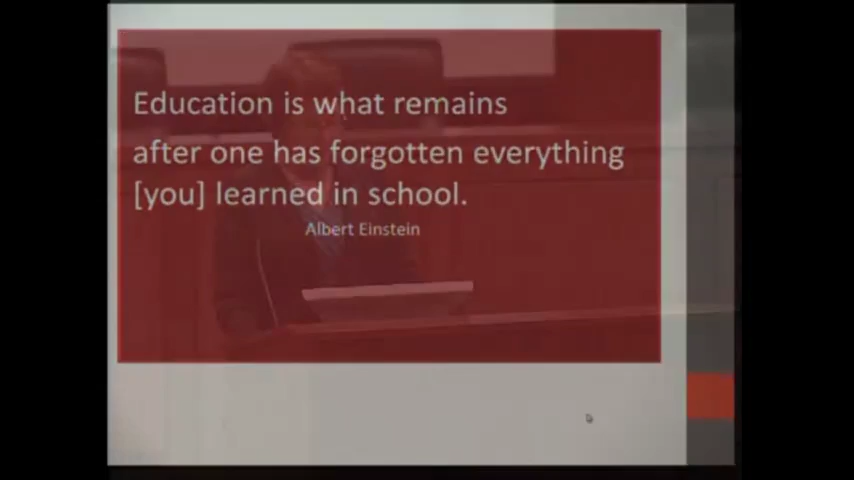 Education is what remains
after one has forgotten everything
[you] learned in school.
Albert Einstein